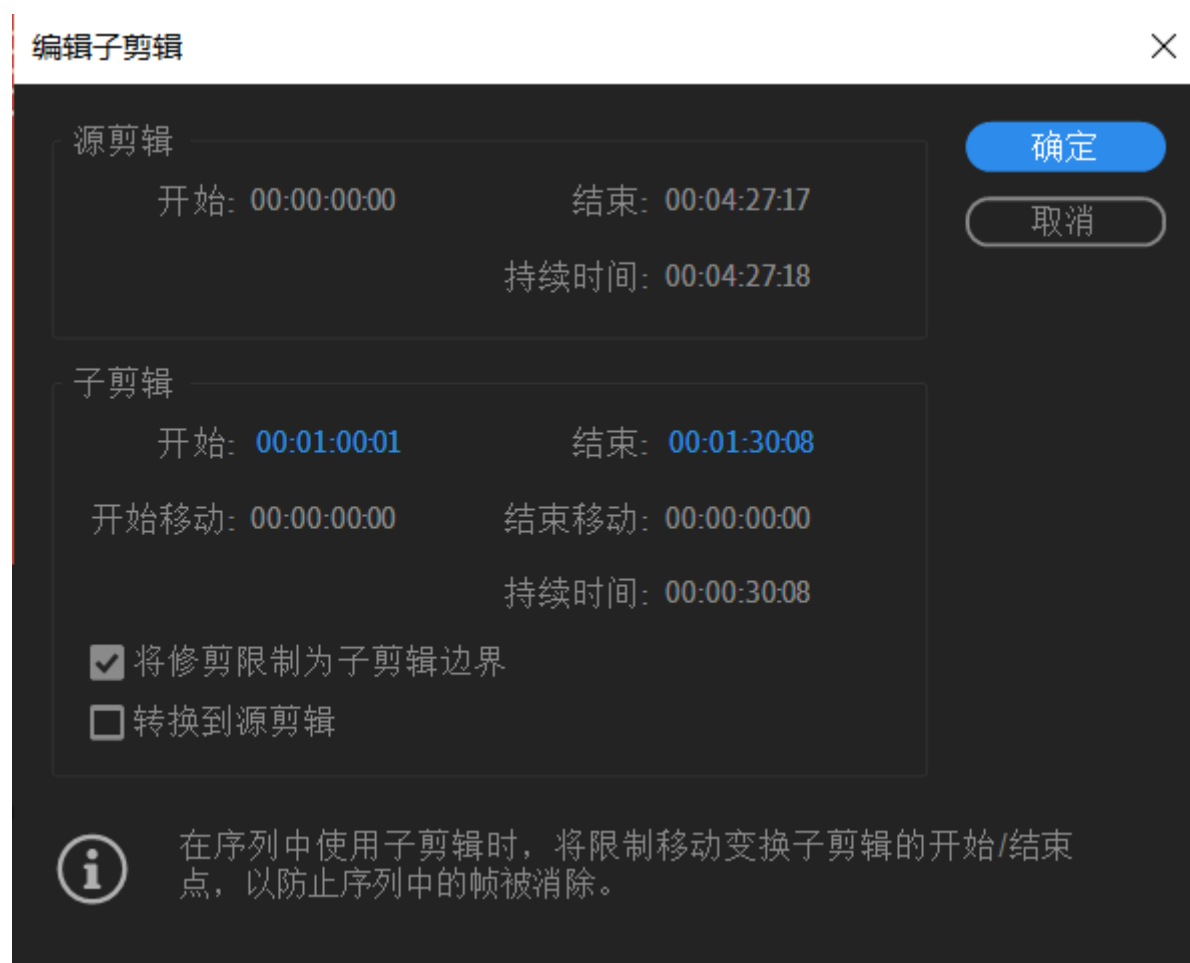 编辑子剪辑
源剪辑
确定
开始: 00:00:00:00 结束: 00:04:27:17
取消
持续时间: 00:04:27:18
子剪辑
开始: 00:01:00:01 结束: 00:01:30:08
开始移动: 00:00:00:00 结束移动: 00:00:00:00
持续时间: 00:00:30:08
将修剪限制为子剪辑边界
转换到源剪辑
在序列中使用子剪辑时，将限制移动变换子剪辑的开始/结束
点，以防止序列中的帧被消除。